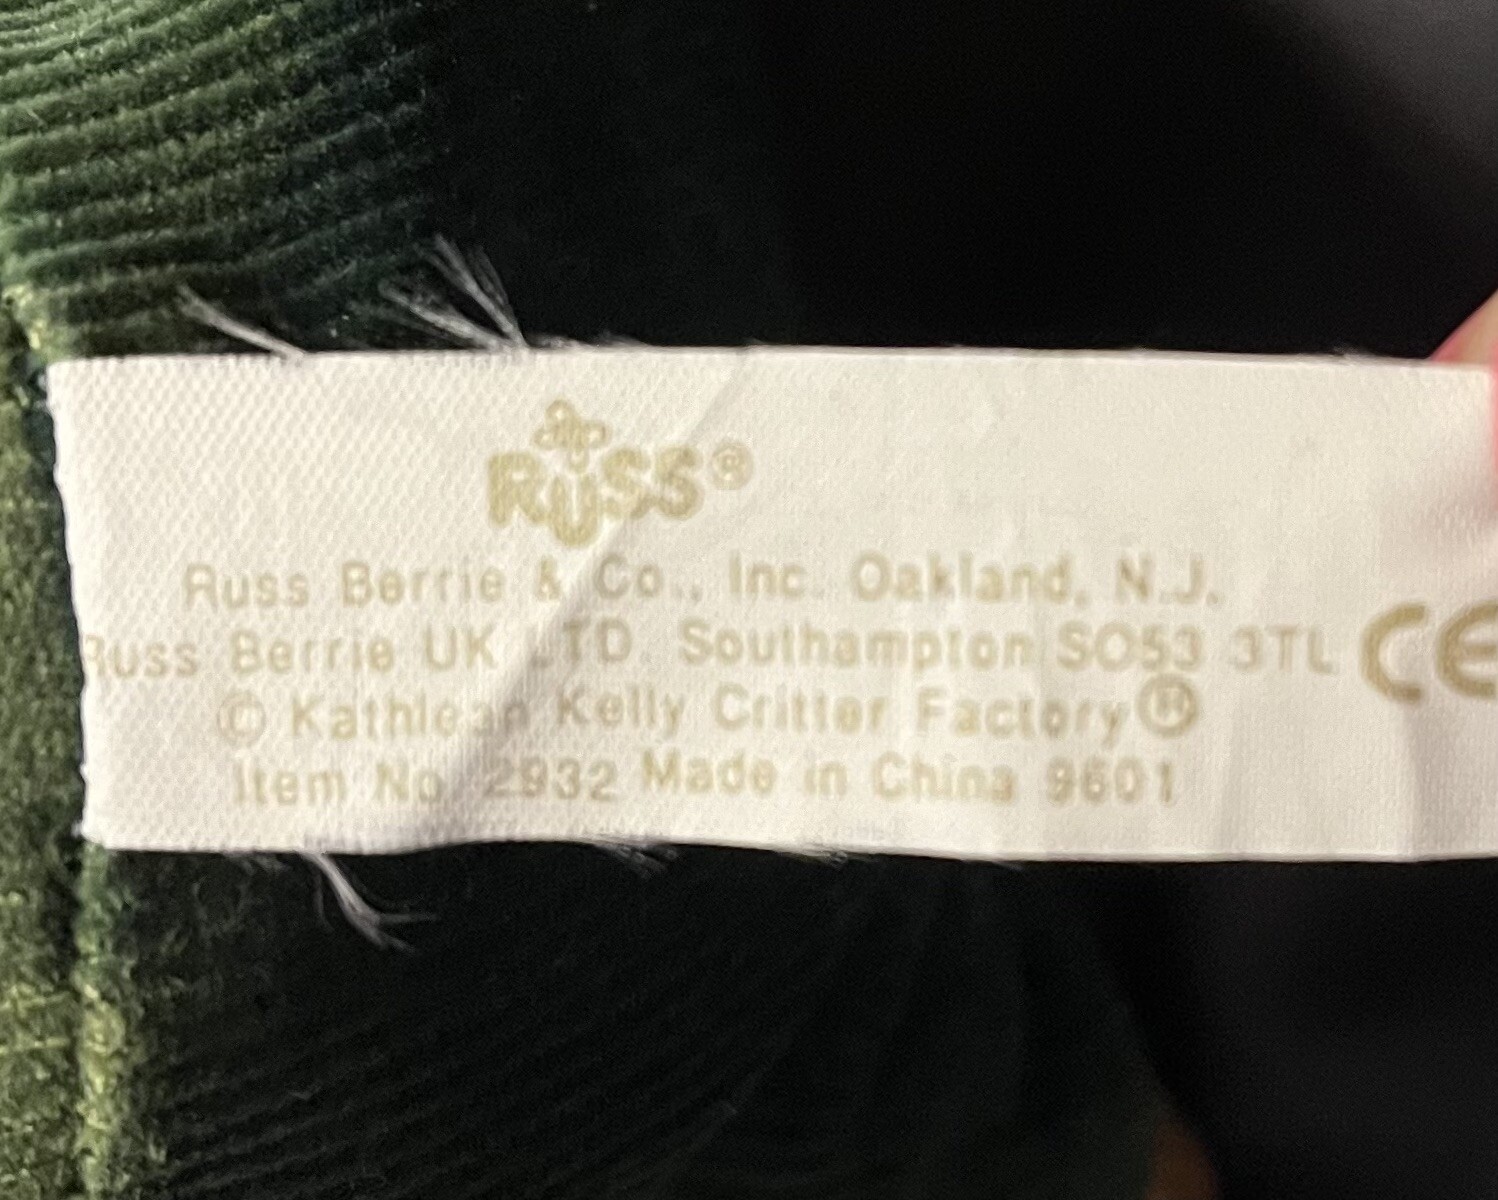 RUSS®
Russ Berrie & Co., Inc. Oakland, N.J.
Russ Berrie UK LTD. Southampton SO53 3TL CE
© Kathleen Kelly Critter Factory®
Item No 2932 Made in China 9601